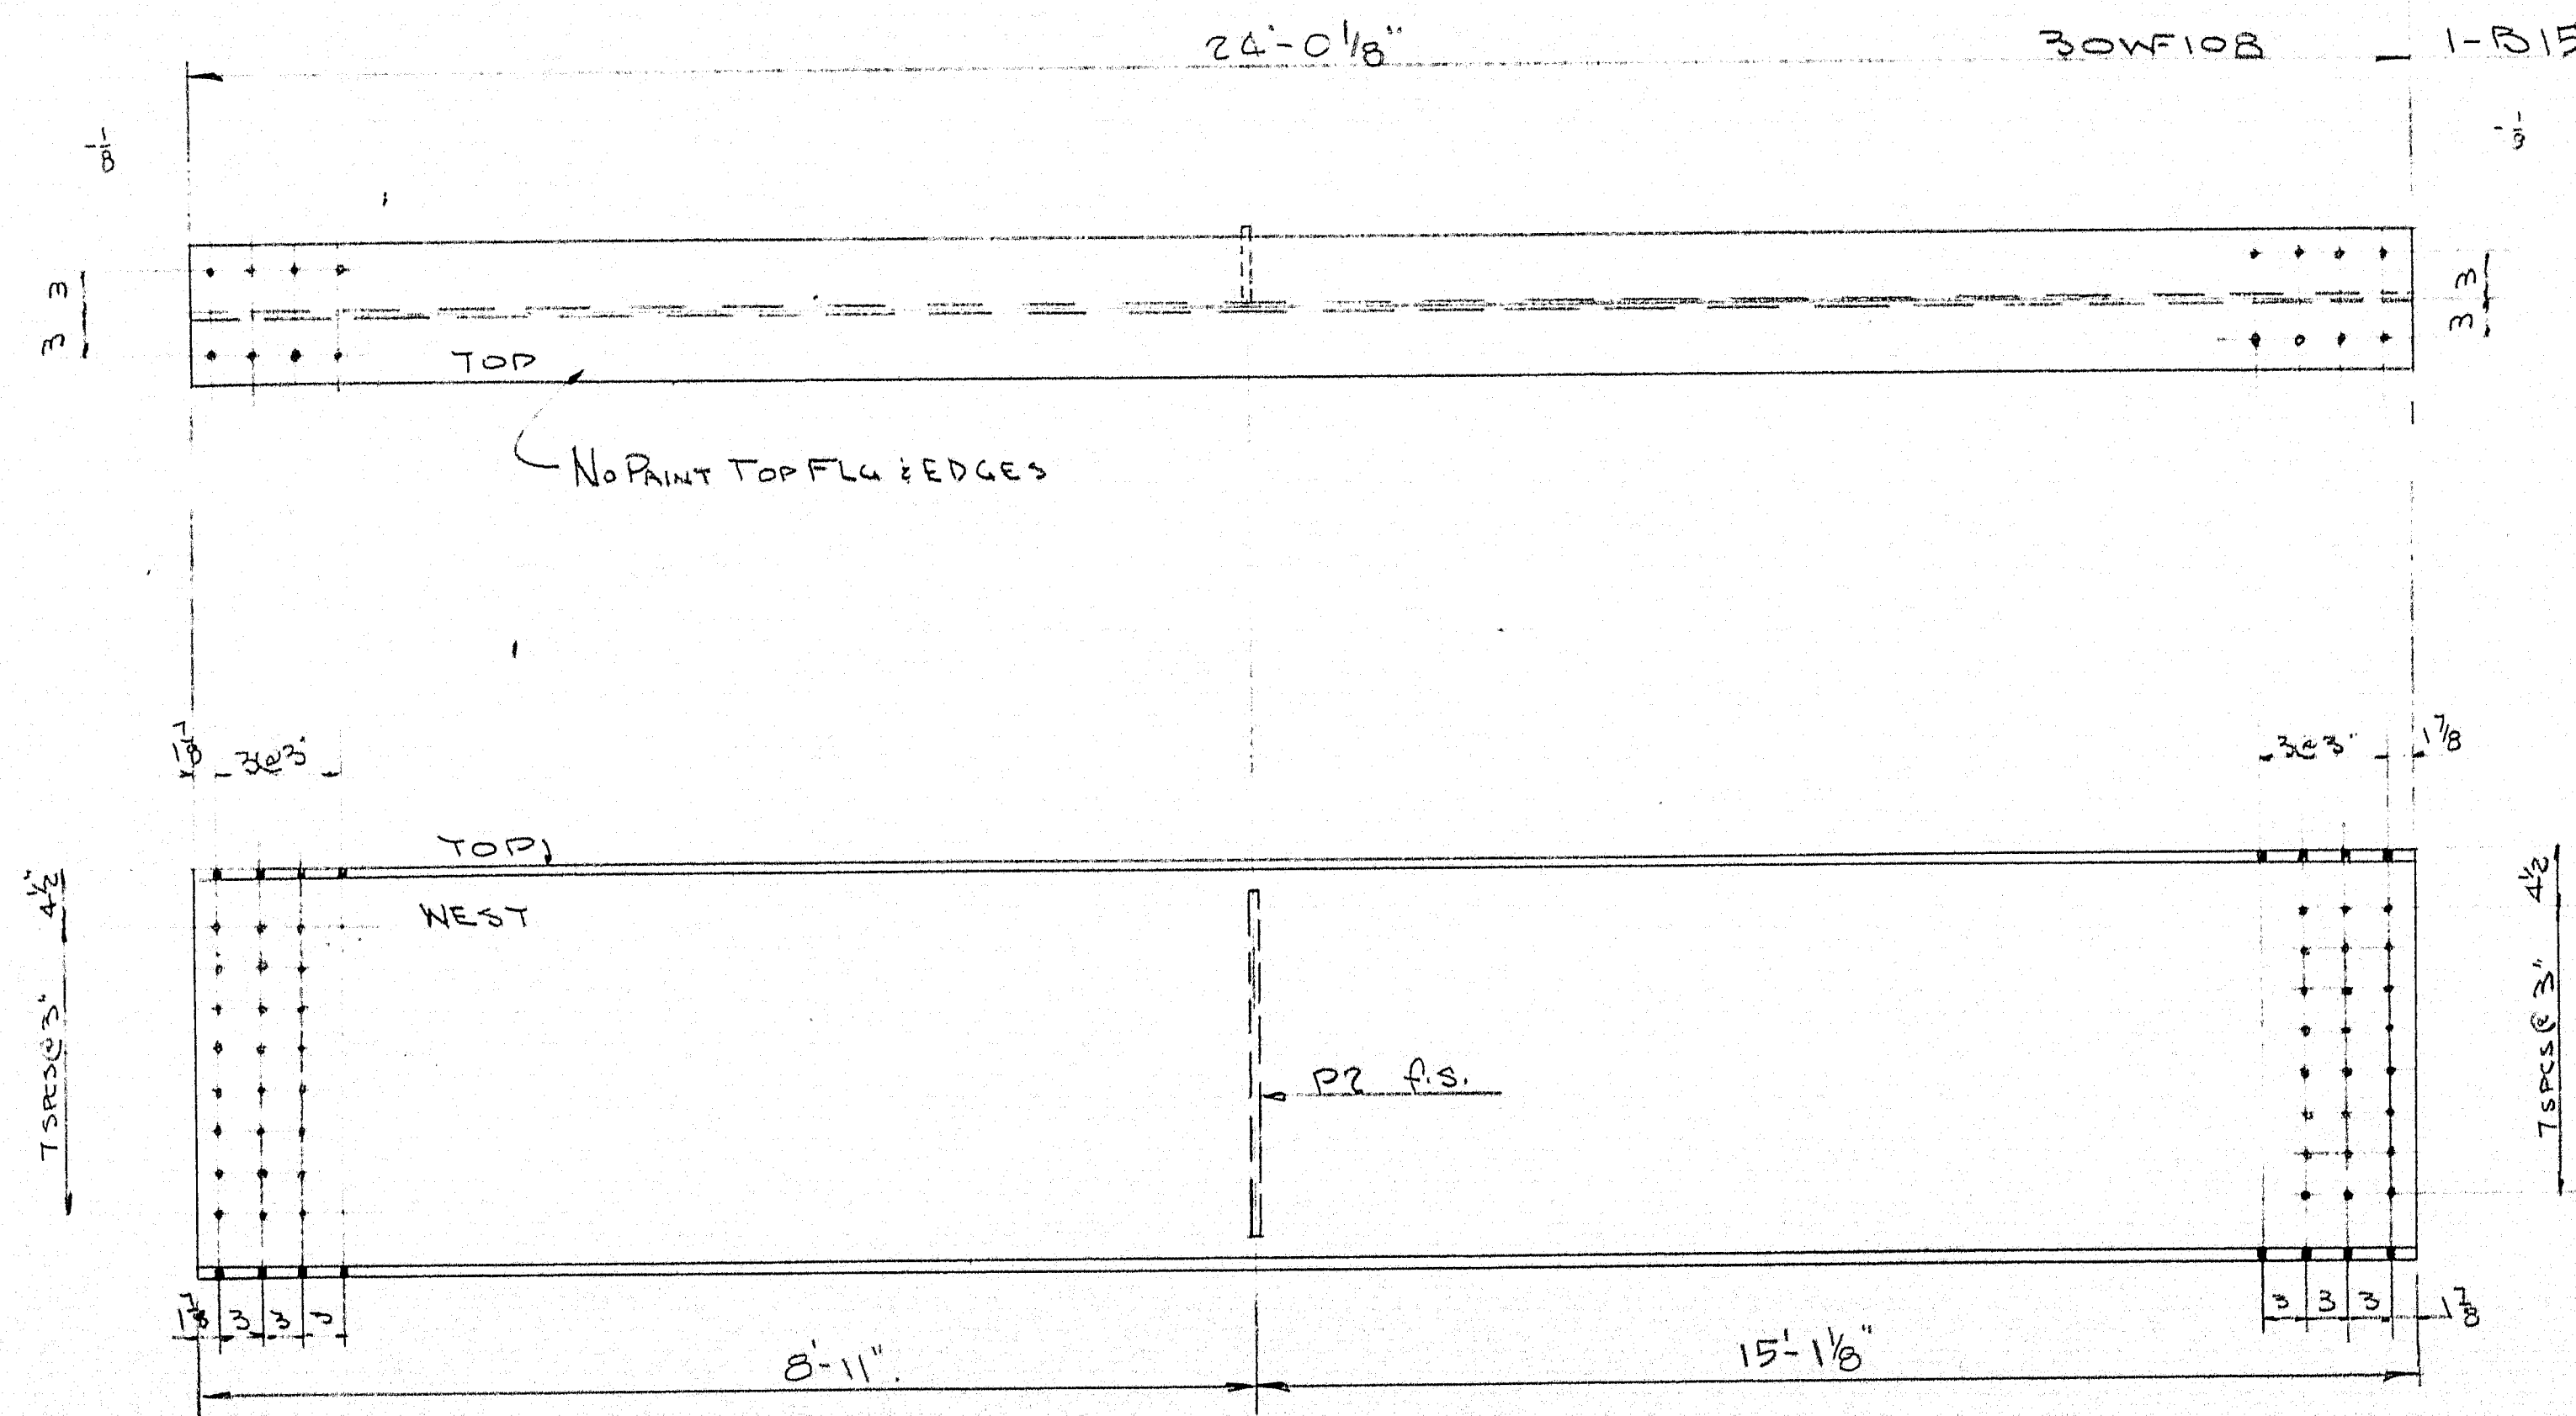 24'-0 1/8" 30WF108 1-B15
-1/8 -1/8
3 3
3 3
TOP
NO PAINT TOP FLG & EDGES
1 7/8 3@3" 3@3" 1 7/8
TOP
WEST
4 1/2" 4 1/2
7 SPCS @ 3" 7 SPCS @ 3"
P2 f.s.
1 7/8 3 3 3 3 3 3 1 7/8
8'-11" 15'-1 1/8"